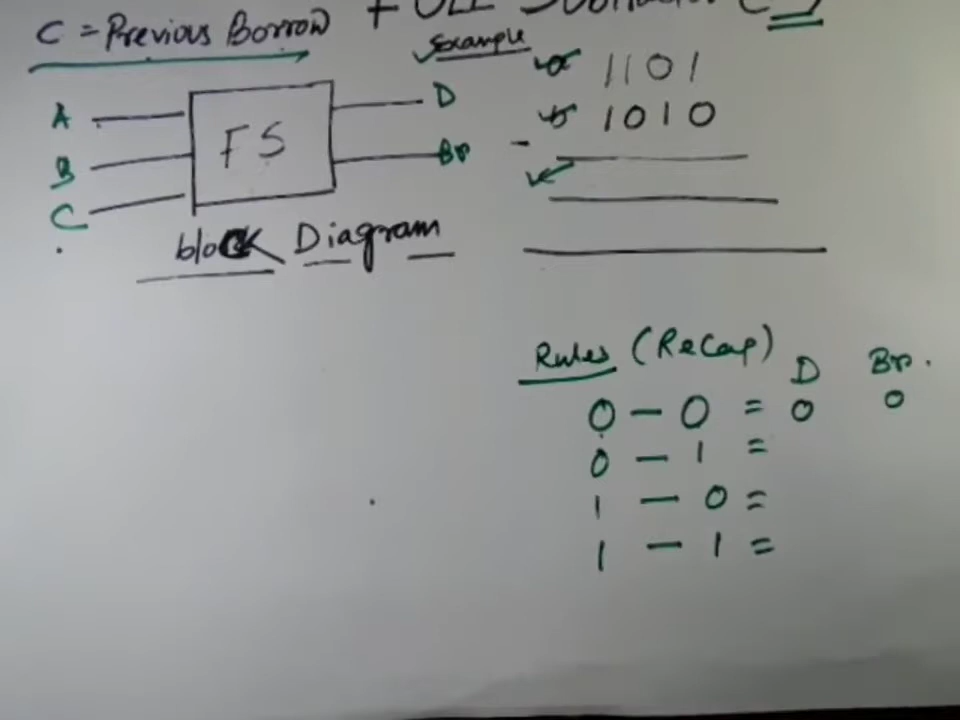 C = Previous Borrow
Example
a 1101
b 1010
-
A
B
C
FS
D
Br
block Diagram
Rules (Recap)
D Br.
0 - 0 = 0 0
0 - 1 =
1 - 0 =
1 - 1 =